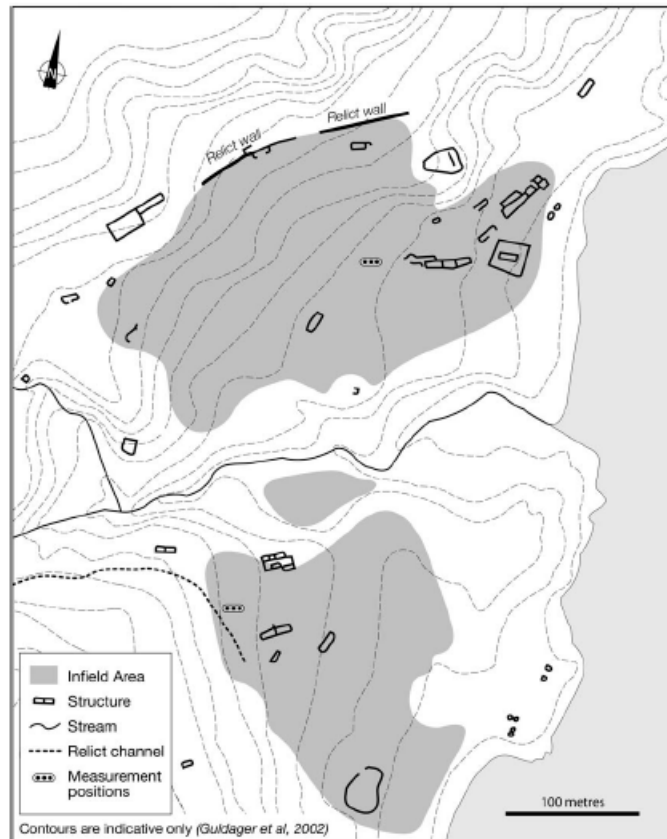 N
Relict wall
Relict wall
Infield Area
Structure
Stream
Relict channel
Measurement
positions
100 metres
Contours are indicative only (Guldager et al, 2002)